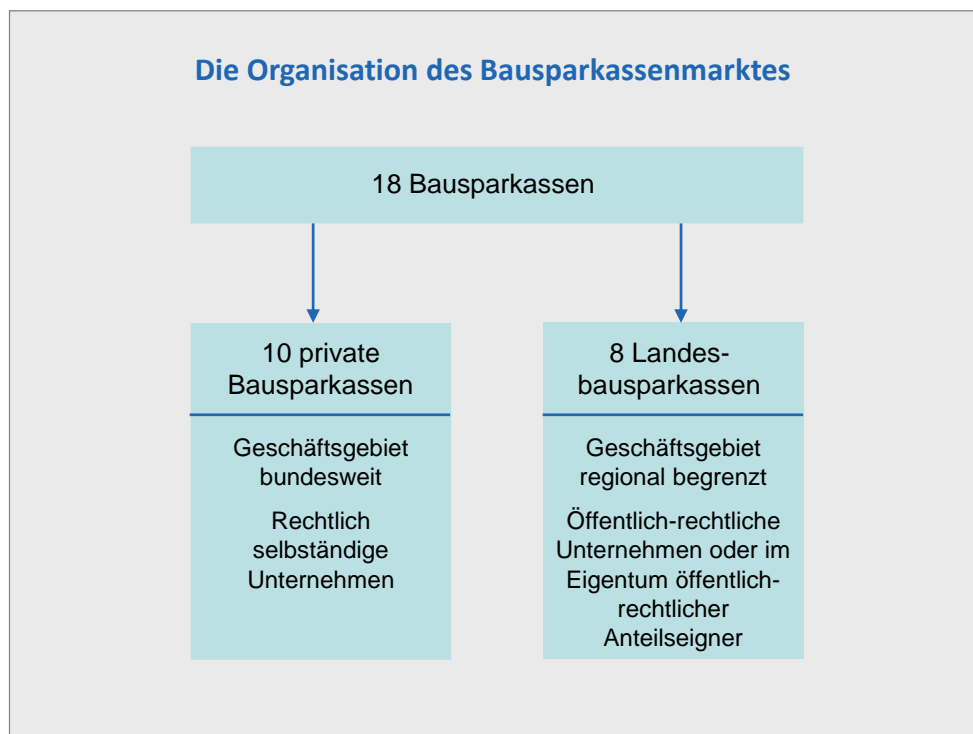 Die Organisation des Bausparkassenmarktes
18 Bausparkassen
10 private
Bausparkassen
Geschäftsgebiet
bundesweit
Rechtlich
selbständige
Unternehmen
8 Landes-
bausparkassen
Geschäftsgebiet
regional begrenzt
Öffentlich-rechtliche
Unternehmen oder im
Eigentum öffentlich-
rechtlicher
Anteilseigner